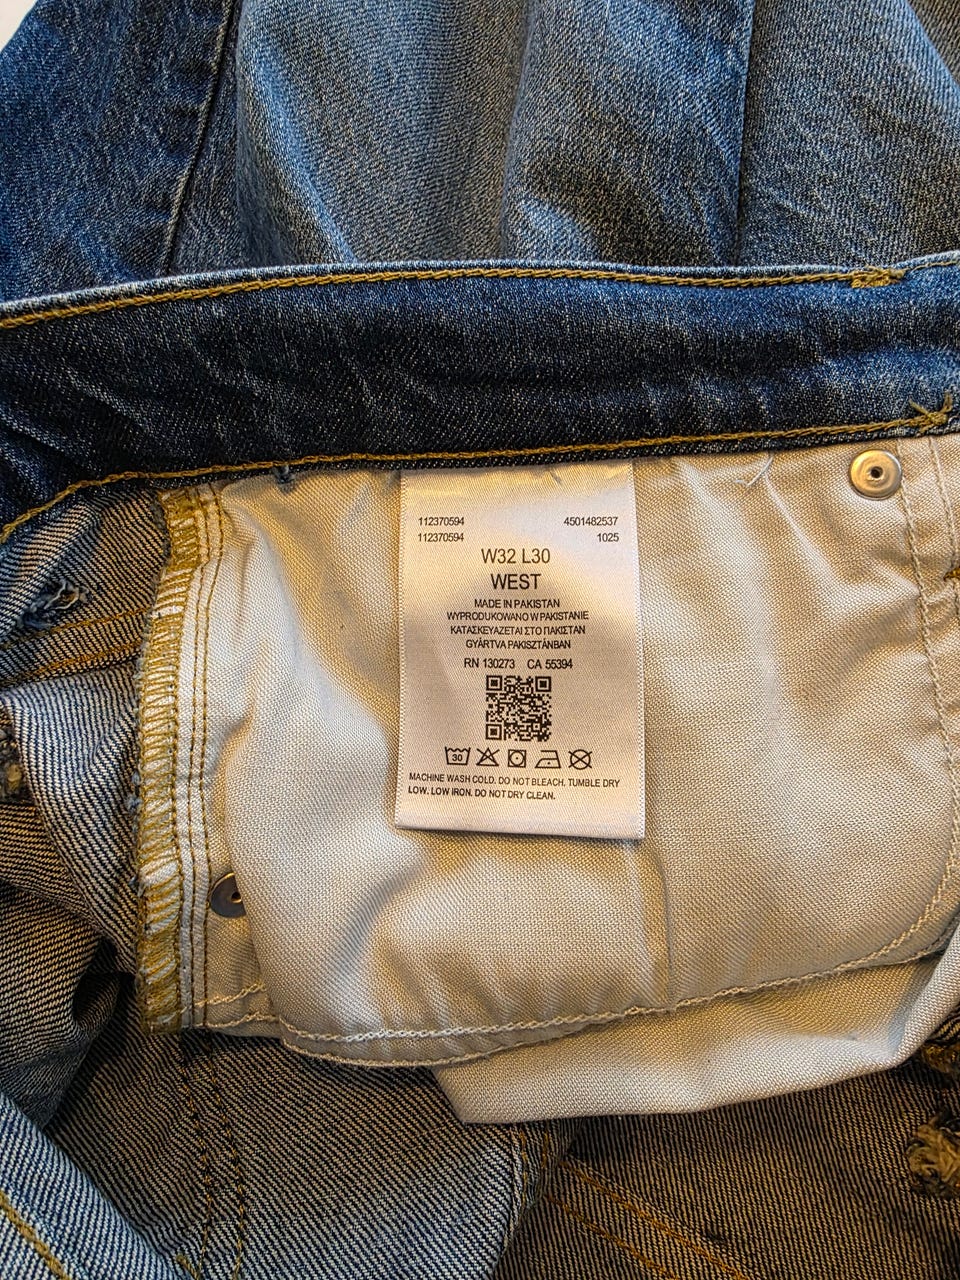 112370594 4501482537
112370594 1025
W32 L30
WEST
MADE IN PAKISTAN
WYPRODUKOWANO W PAKISTANIE
ΚΑΤΑΣΚΕΥΑΖΕΤΑΙ ΣΤΟ ΠΑΚΙΣΤΑΝ
GYÁRTVA PAKISZTÁNBAN
RN 130273 CA 55394
30
MACHINE WASH COLD. DO NOT BLEACH. TUMBLE DRY
LOW. LOW IRON. DO NOT DRY CLEAN.